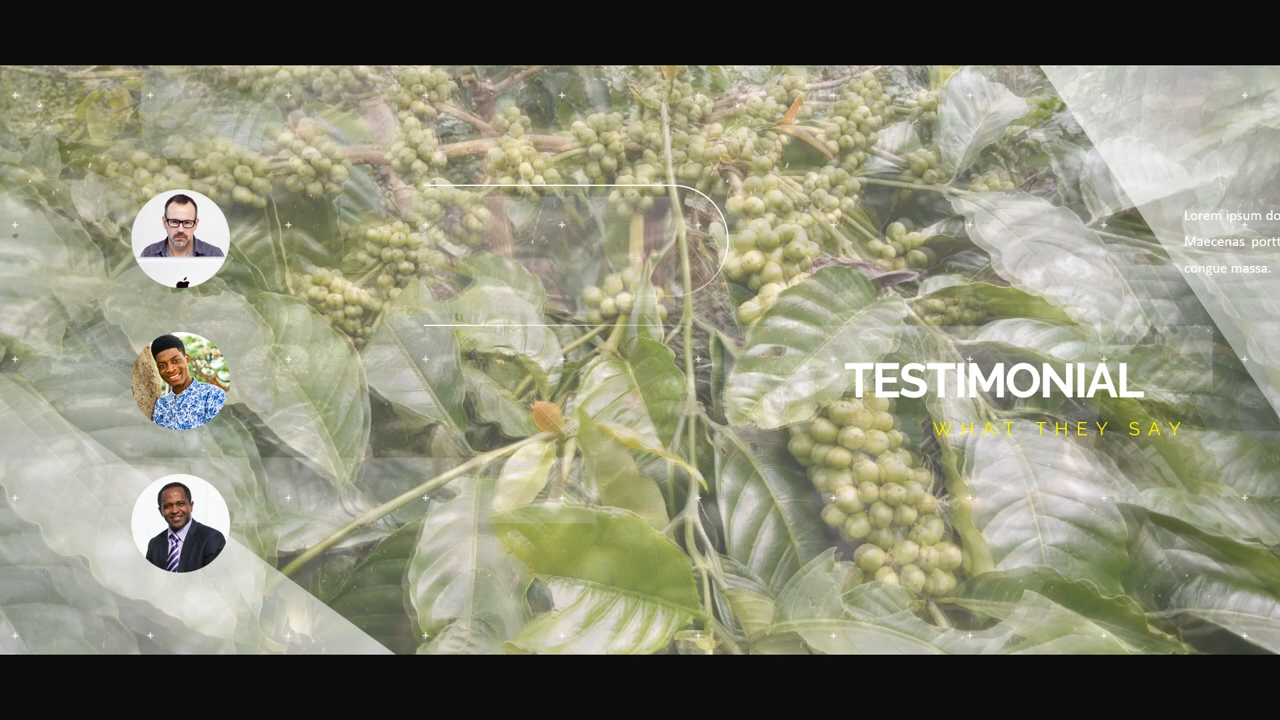 Lorem ipsum do
Maecenas portt
congue massa.
TESTIMONIAL
WHAT THEY SAY